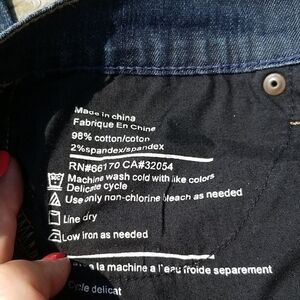 Made in china
Fabrique En Chine
98% cotton/coton
2%spandex/spandex
RN#66170 CA#32054
Machine wash cold with like colors
Delicate cycle
Use only non-chlorine bleach as needed
Line dry
Low iron as needed
a la machine a l'eau froide separement
Cycle delicat